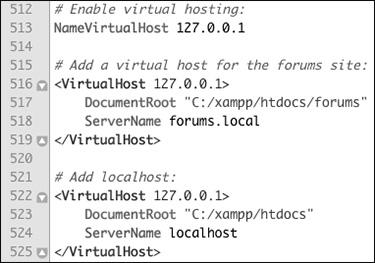 512 # Enable virtual hosting:
513 NameVirtualHost 127.0.0.1
514
515 # Add a virtual host for the forums site:
516 <VirtualHost 127.0.0.1>
517 DocumentRoot "C:/xampp/htdocs/forums"
518 ServerName forums.local
519 </VirtualHost>
520
521 # Add localhost:
522 <VirtualHost 127.0.0.1>
523 DocumentRoot "C:/xampp/htdocs"
524 ServerName localhost
525 </VirtualHost>